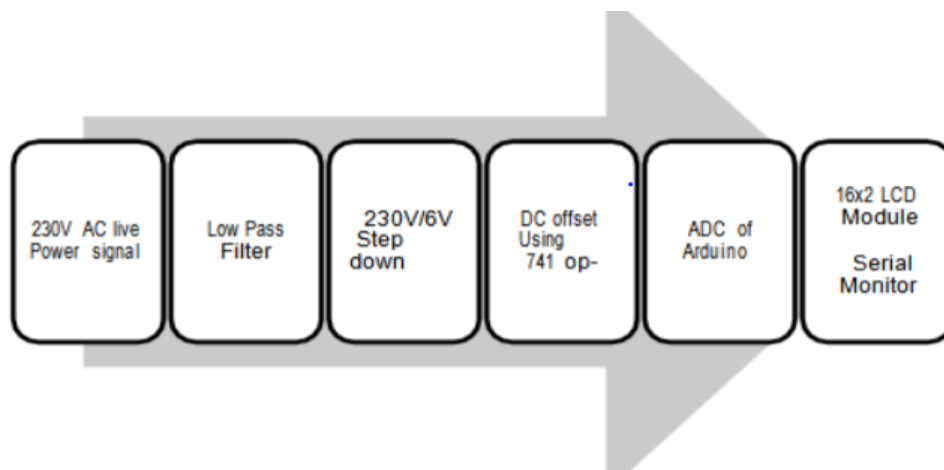 230V AC live
Power signal
Low Pass
Filter
230V/6V
Step
down
DC offset
Using
741 op-
ADC of
Arduino
16x2 LCD
Module
Serial
Monitor